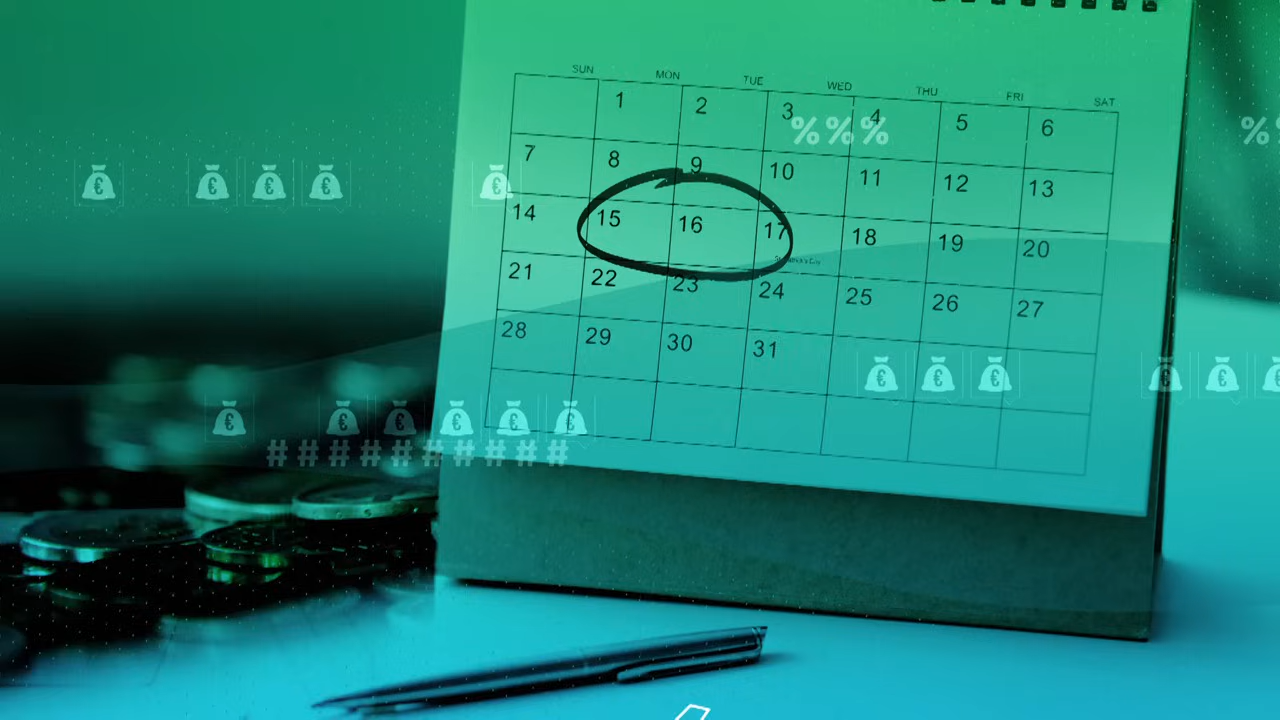 SUN MON TUE WED THU FRI SAT
1 2 3 4 5 6
%%% %%
7 8 9 10 11 12 13
€ € € € €
14 15 16 17 18 19 20
21 22 23 24 25 26 27
28 29 30 31
€ € € € € €
€ € € € € €
##########